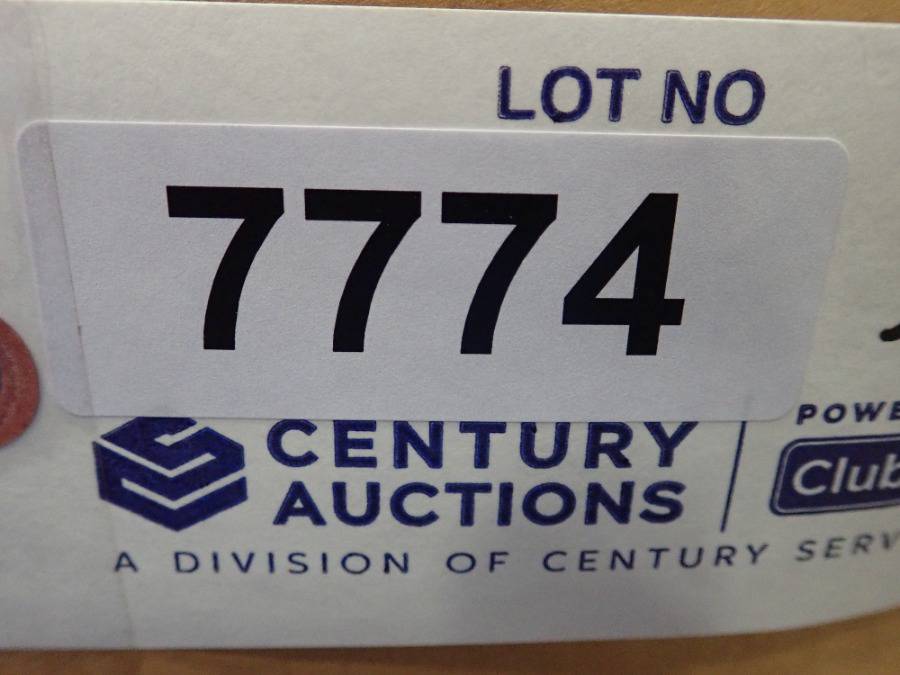 LOT NO
7774
CENTURY
AUCTIONS
A DIVISION OF CENTURY